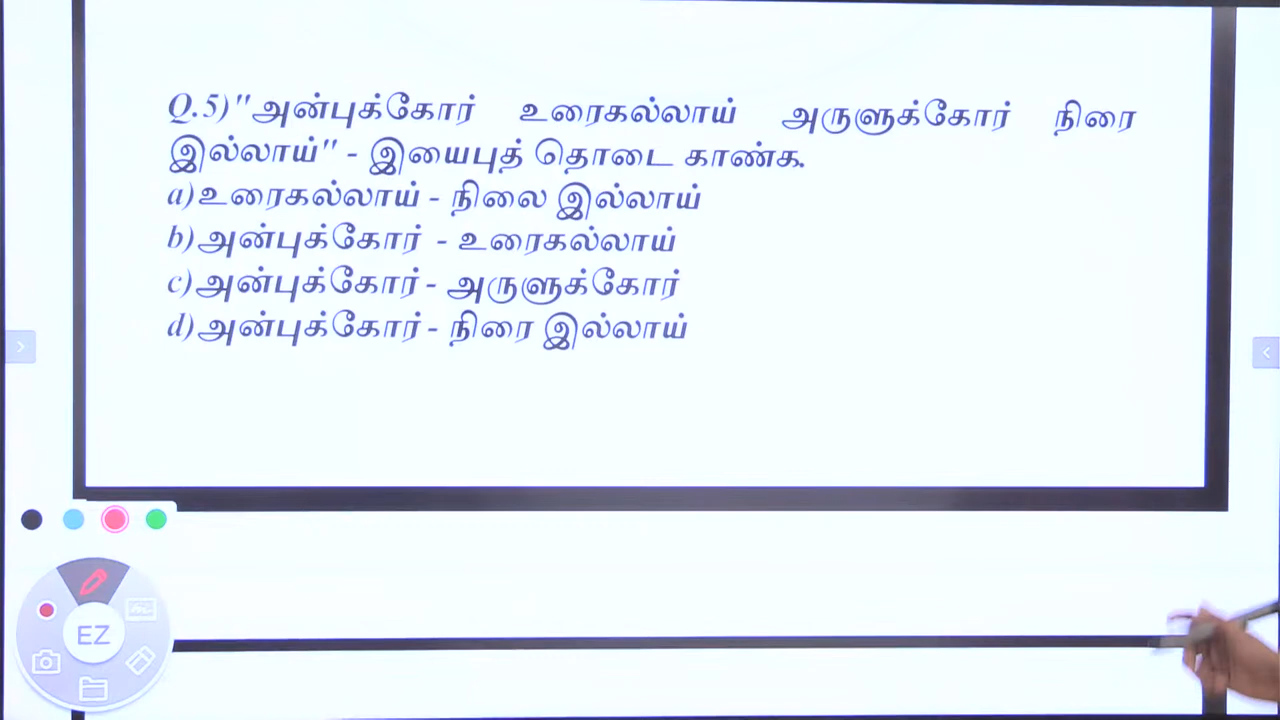 Q.5)"அன்புக்கோர் உரைகல்லாய் அருளுக்கோர் நிரை
இல்லாய்" - இயைபுத் தொடை காண்க.
a)உரைகல்லாய் - நிலை இல்லாய்
b)அன்புக்கோர் - உரைகல்லாய்
c)அன்புக்கோர் - அருளுக்கோர்
d)அன்புக்கோர் - நிரை இல்லாய்
EZ